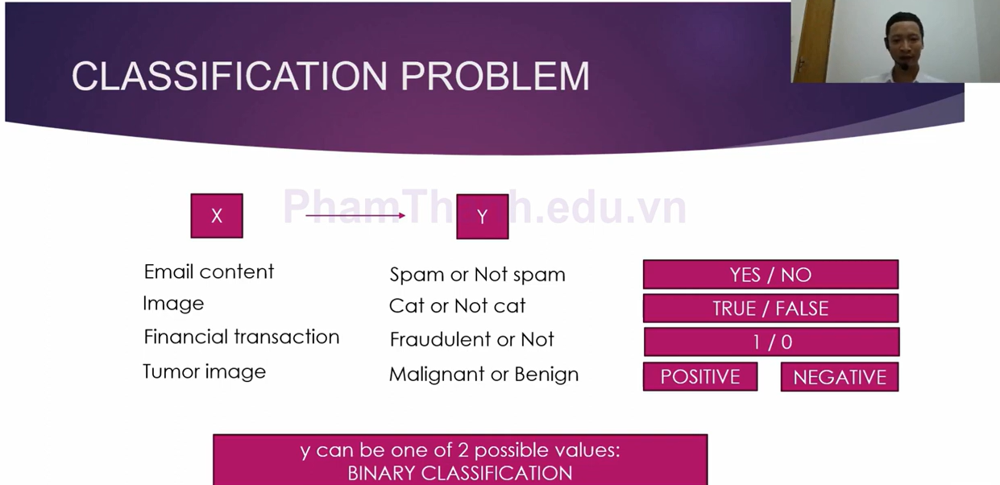 CLASSIFICATION PROBLEM
PhamThanh.edu.vn
X
Y
Email content
Spam or Not spam
YES / NO
Image
Cat or Not cat
TRUE / FALSE
Financial transaction
Fraudulent or Not
1 / 0
Tumor image
Malignant or Benign
POSITIVE
NEGATIVE
y can be one of 2 possible values:
BINARY CLASSIFICATION